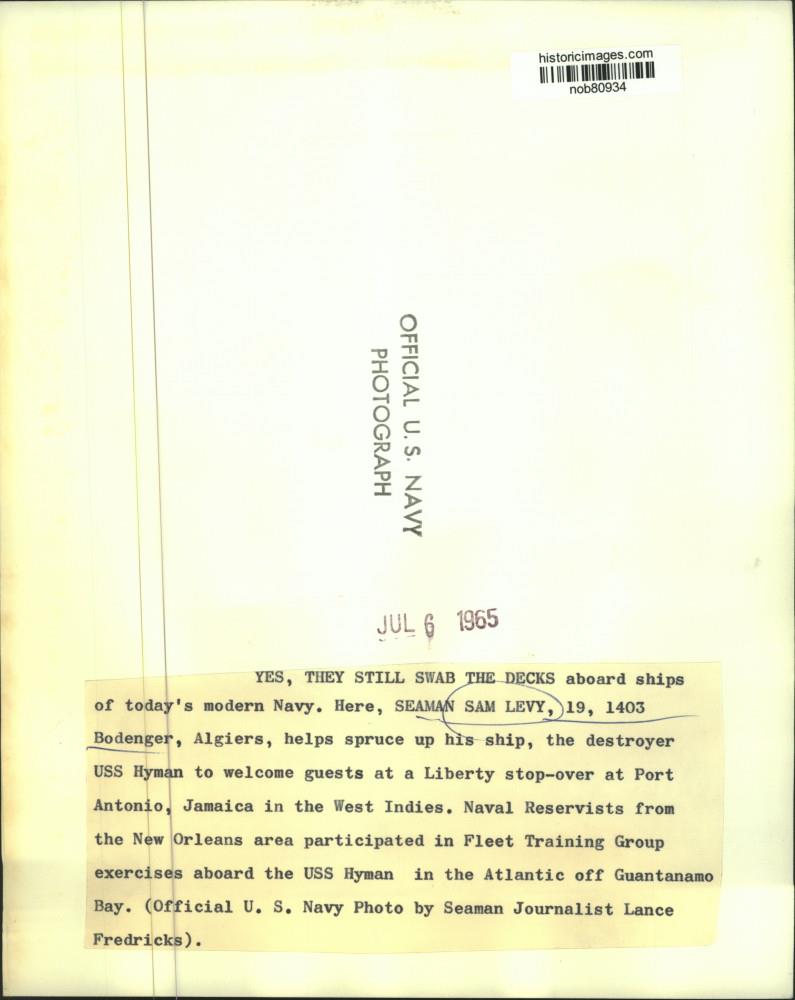 historicimages.com
nob80934
OFFICIAL U. S. NAVY
PHOTOGRAPH
JUL 6 1965
YES, THEY STILL SWAB THE DECKS aboard ships
of today's modern Navy. Here, SEAMAN SAM LEVY, 19, 1403
Bodenger, Algiers, helps spruce up his ship, the destroyer
USS Hyman to welcome guests at a Liberty stop-over at Port
Antonio, Jamaica in the West Indies. Naval Reservists from
the New Orleans area participated in Fleet Training Group
exercises aboard the USS Hyman in the Atlantic off Guantanamo
Bay. (Official U. S. Navy Photo by Seaman Journalist Lance
Fredricks).